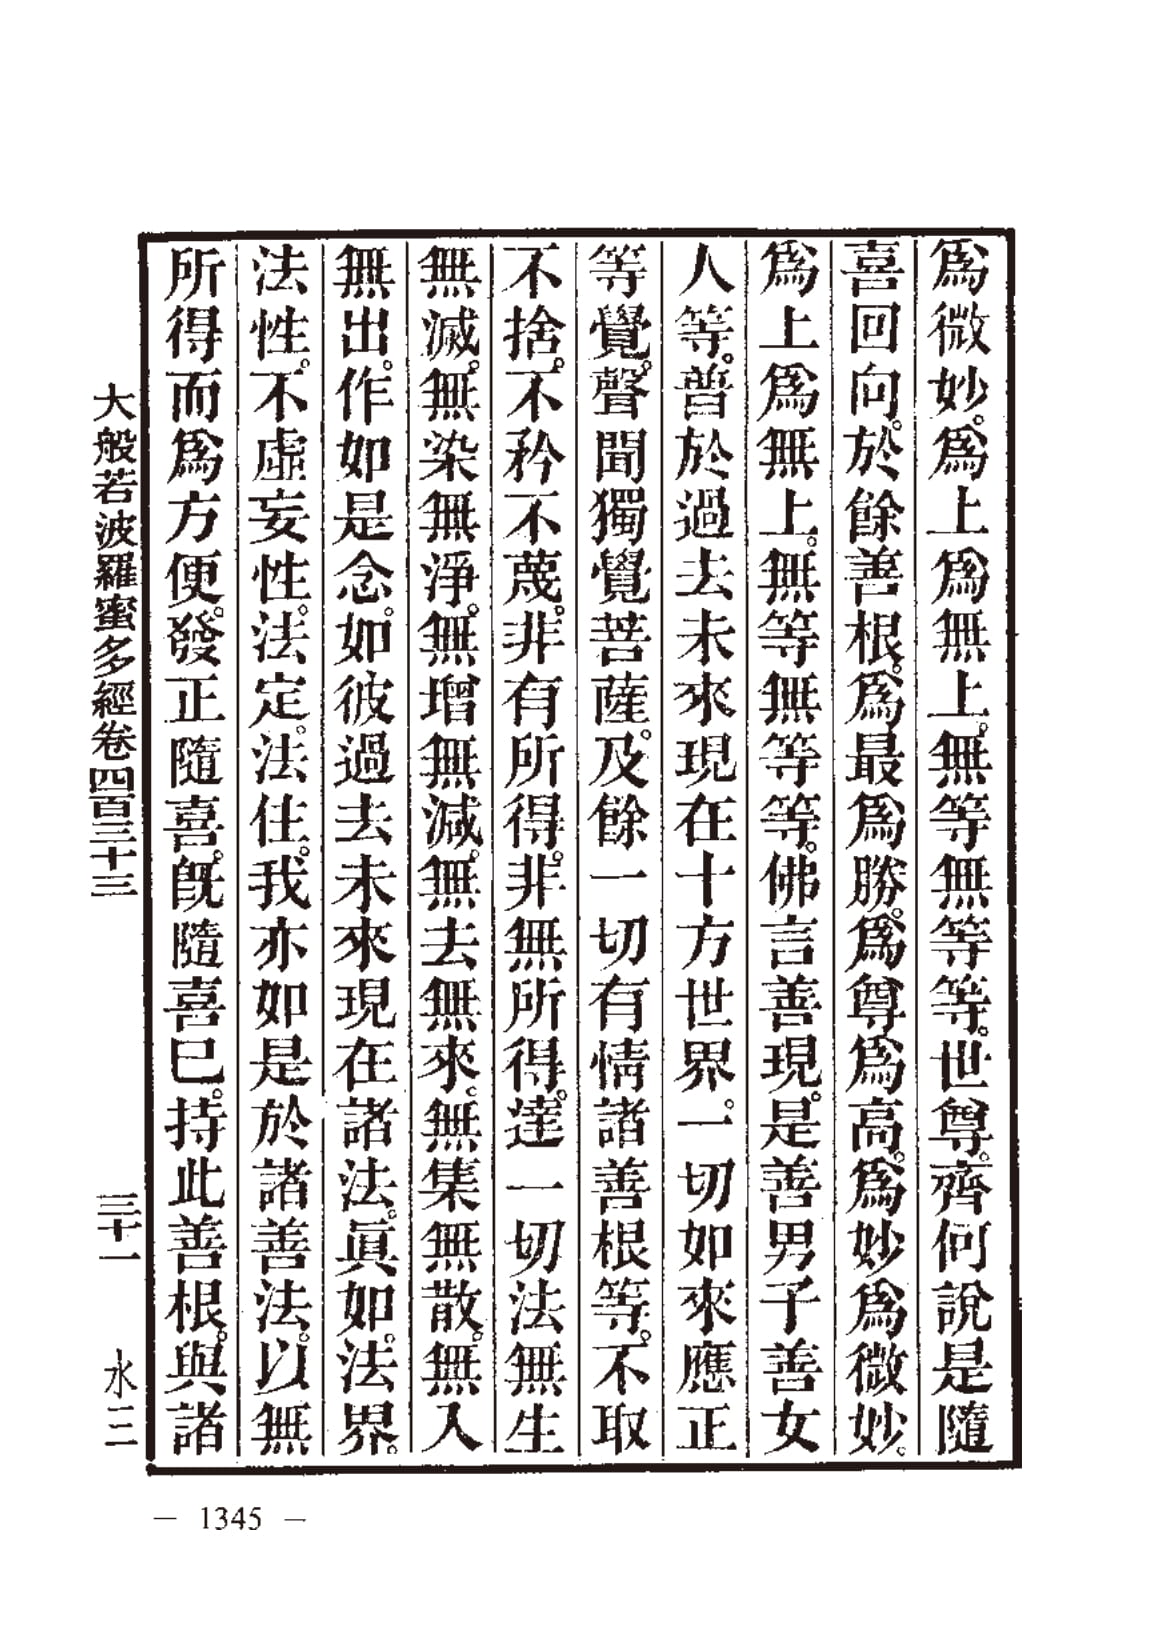 爲微妙。爲上爲無上。無等無等等。世尊。齊何說是隨
喜回向。於餘善根。爲最爲勝。爲尊爲高。爲妙爲微妙。
爲上爲無上。無等無等等。佛言善現。是善男子善女
人等。普於過去未來現在十方世界。一切如來應正
等覺。聲聞獨覺菩薩。及餘一切有情諸善根等。不取
不捨。不矜不蔑。非有所得。非無所得。達一切法無生
無滅。無染無淨。無增無減。無去無來。無集無散。無入
無出。作如是念。如彼過去未來現在諸法。眞如。法界。
法性。不虛妄性。法定。法住。我亦如是於諸善法。以無
所得而爲方便。發正隨喜。旣隨喜已。持此善根。與諸
大般若波羅蜜多經卷四百三十三 三十一 水三
— 1345 —